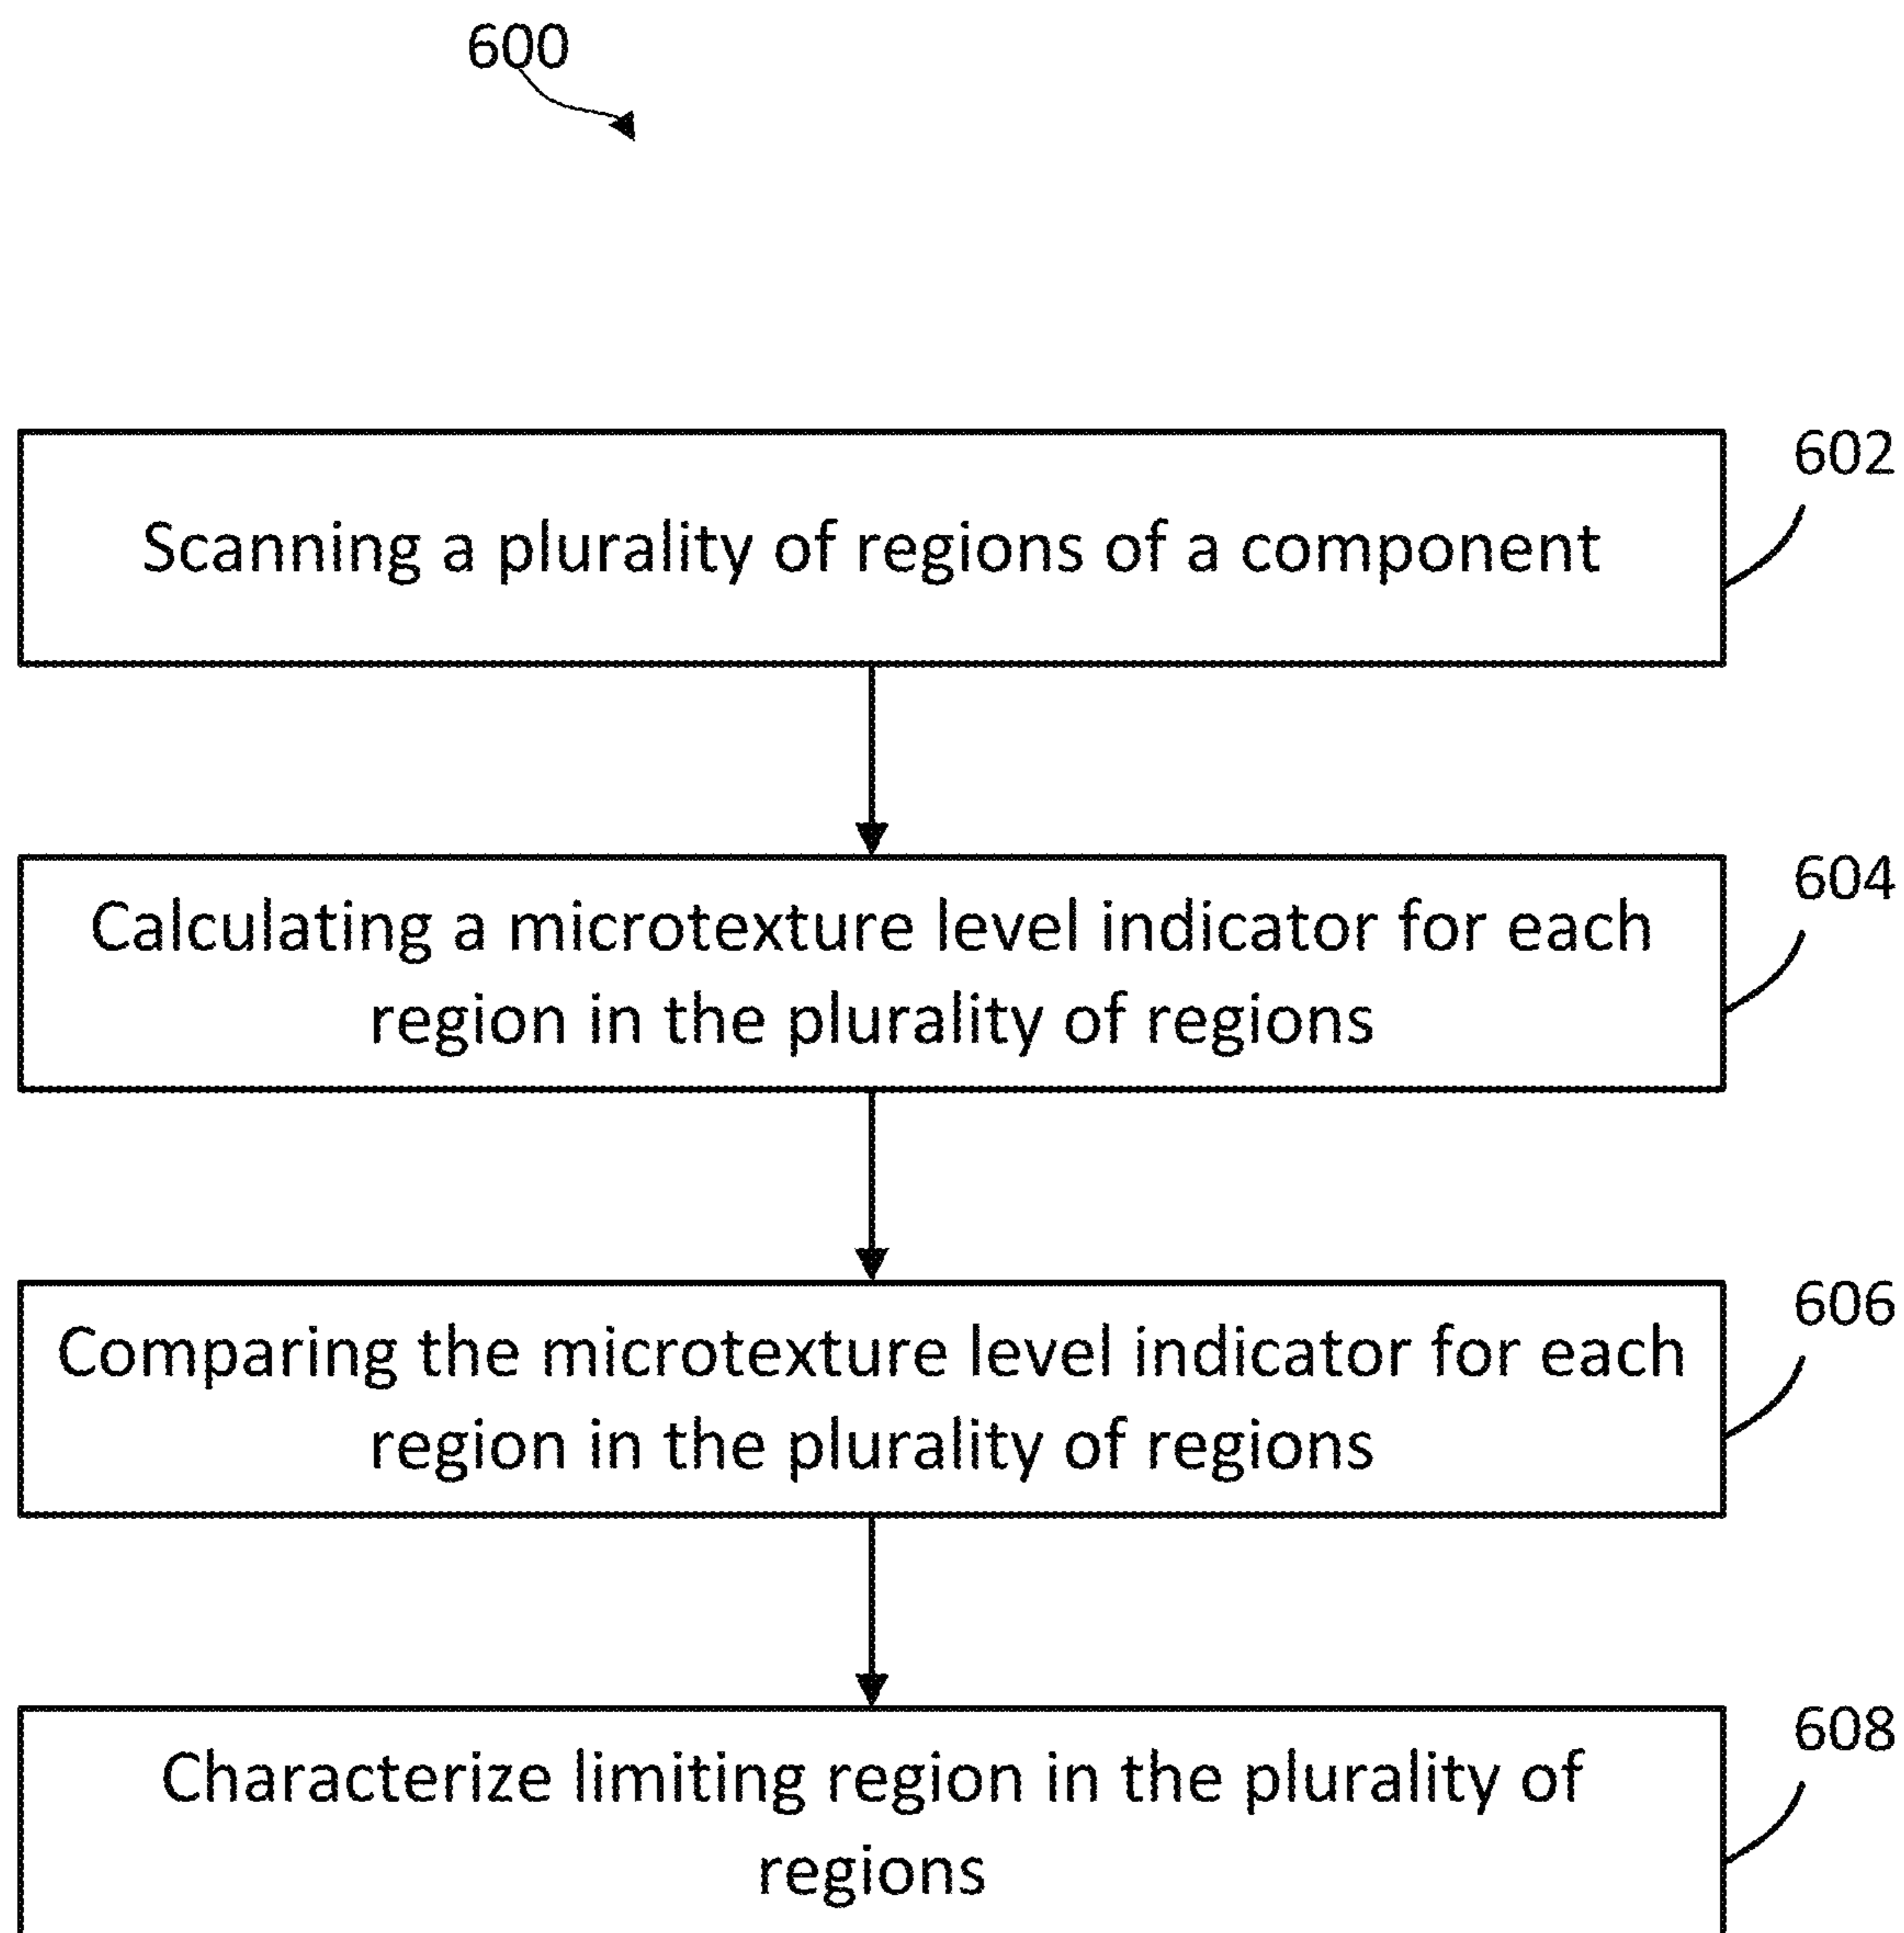 600
602
Scanning a plurality of regions of a component
604
Calculating a microtexture level indicator for each
region in the plurality of regions
606
Comparing the microtexture level indicator for each
region in the plurality of regions
608
Characterize limiting region in the plurality of
regions